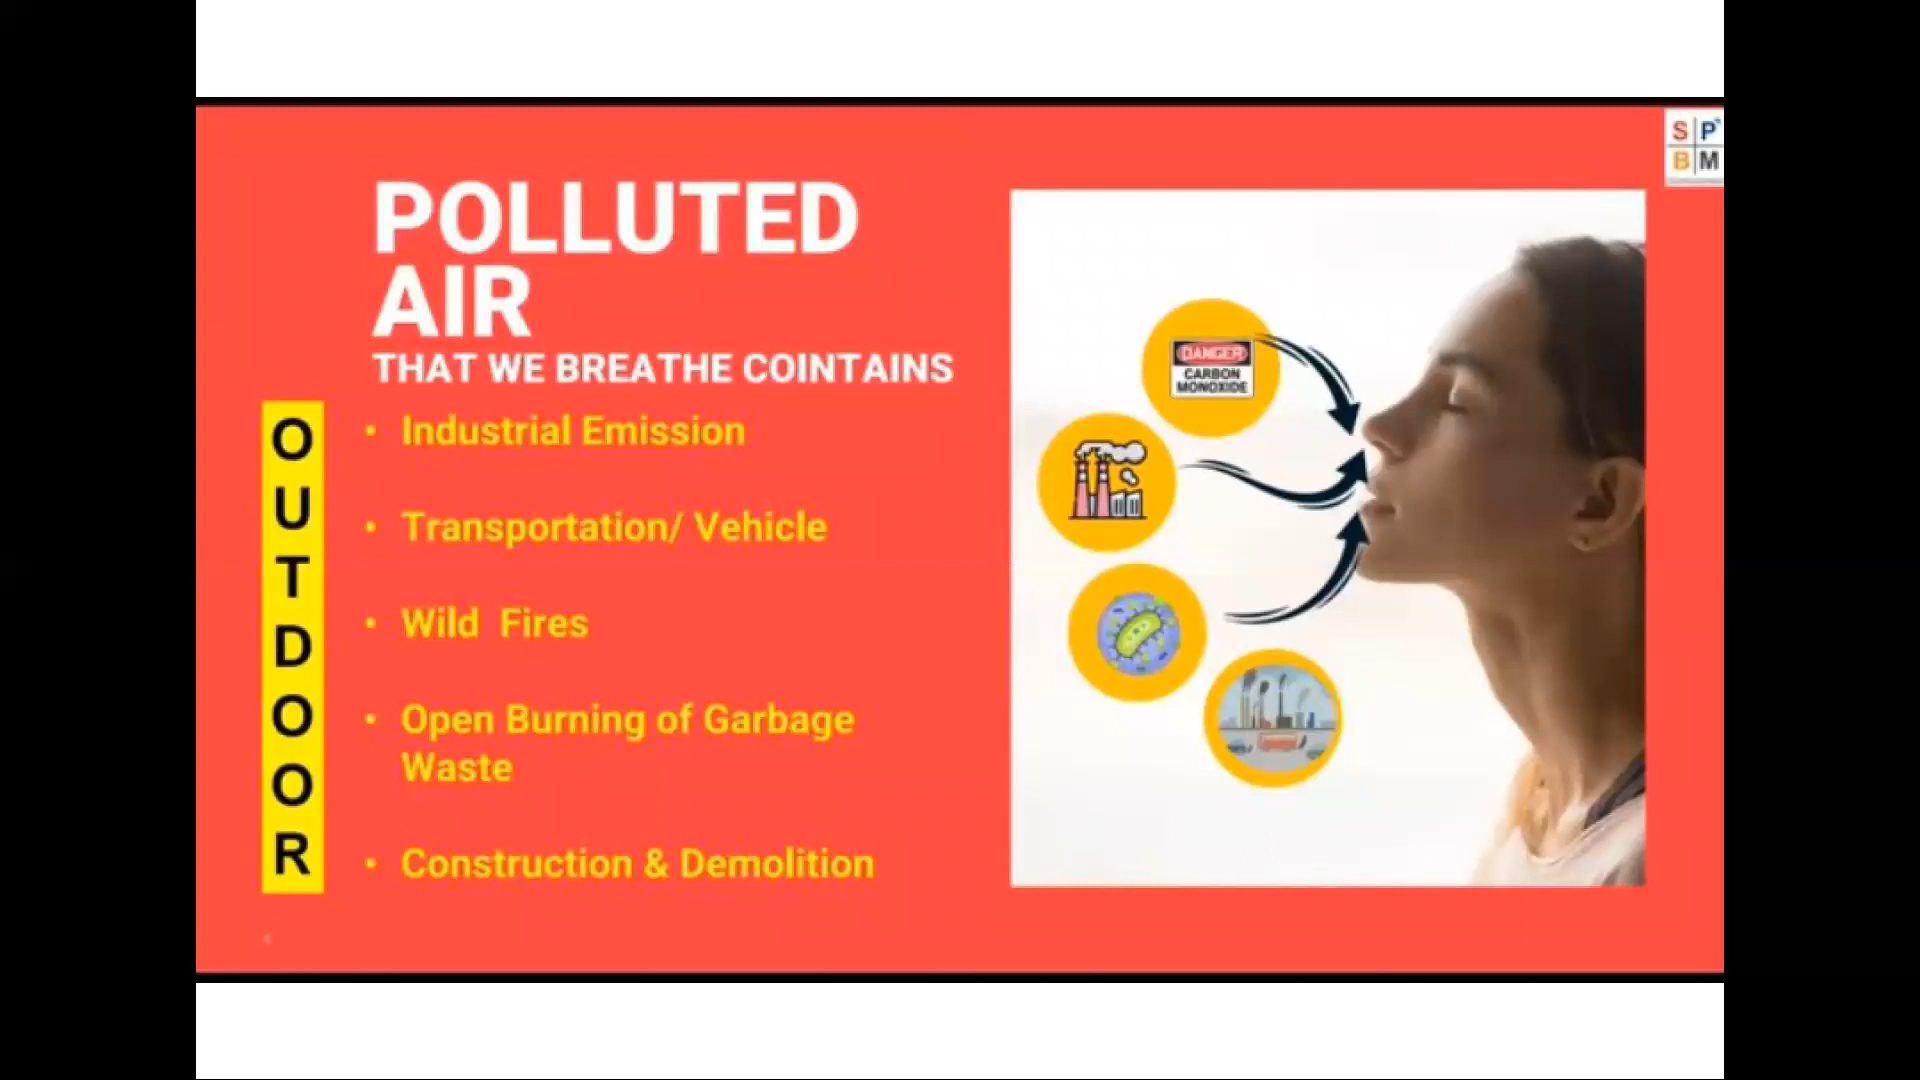 S P
B M
POLLUTED
AIR
THAT WE BREATHE COINTAINS
OUTDOOR
• Industrial Emission
• Transportation/ Vehicle
• Wild Fires
• Open Burning of Garbage
Waste
• Construction & Demolition
DANGER
CARBON
MONOXIDE
4